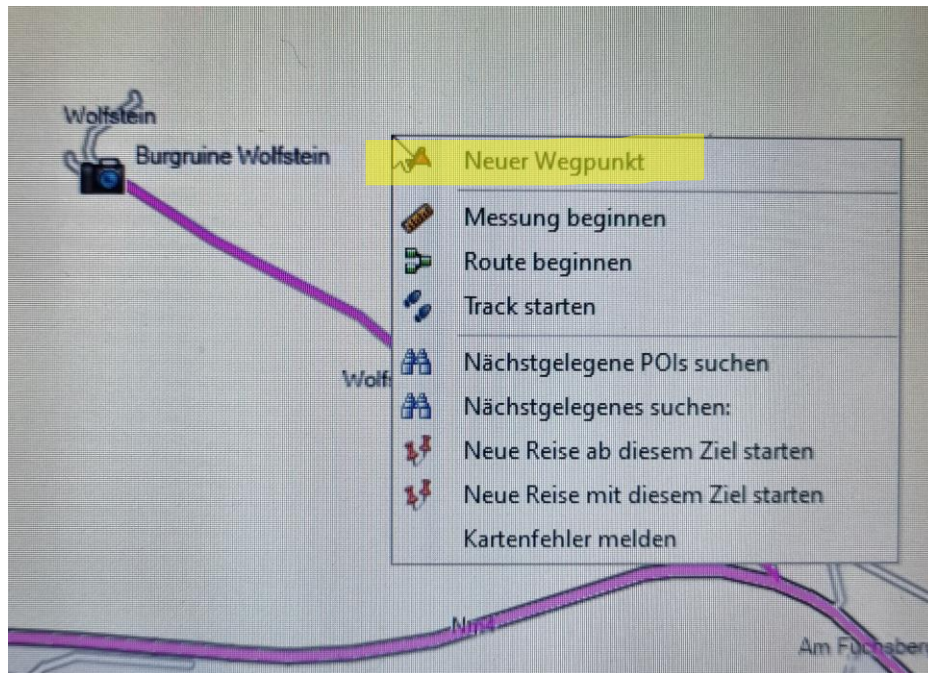 Wolfstein
Burgruine Wolfstein
Neuer Wegpunkt
Messung beginnen
Route beginnen
Track starten
Nächstgelegene POIs suchen
Wolfs
Nächstgelegenes suchen:
Neue Reise ab diesem Ziel starten
Neue Reise mit diesem Ziel starten
Kartenfehler melden
Nm4
Am Fuchsber